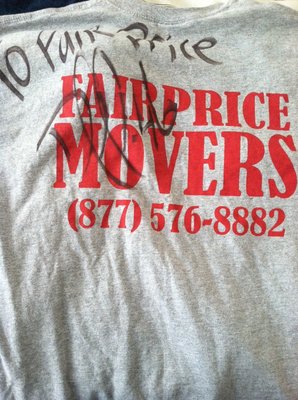 To Fair Price
FAIRPRICE
MOVERS
(877) 576-8882